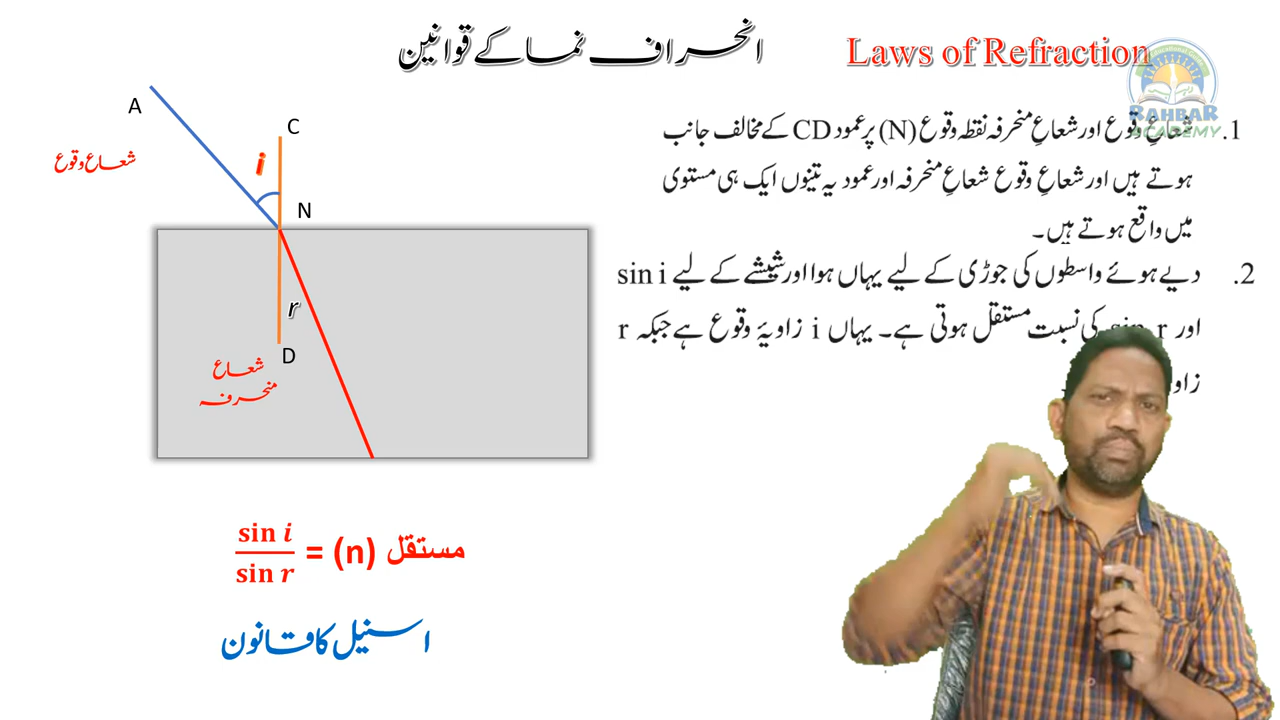 انحراف نما کے قوانین
Laws of Refraction
RAHBAR
ACADEMY
1. شعاعِ وقوع اور شعاعِ منحرفہ نقطہ وقوع (N) پر عمود CD کے مخالف جانب
ہوتے ہیں اور شعاعِ وقوع شعاعِ منحرفہ اور عمود یہ تینوں ایک ہی مستوی
میں واقع ہوتے ہیں۔
2. دیے ہوئے واسطوں کی جوڑی کے لیے یہاں ہوا اور شیشے کے لیے sin i
اور sin r کی نسبت مستقل ہوتی ہے۔ یہاں i زاویۂ وقوع ہے جبکہ r
A
شعاع وقوع
C
i
N
r
D
شعاع
منحرفہ
sin i / sin r = (n) مستقل
اسنیل کا قانون